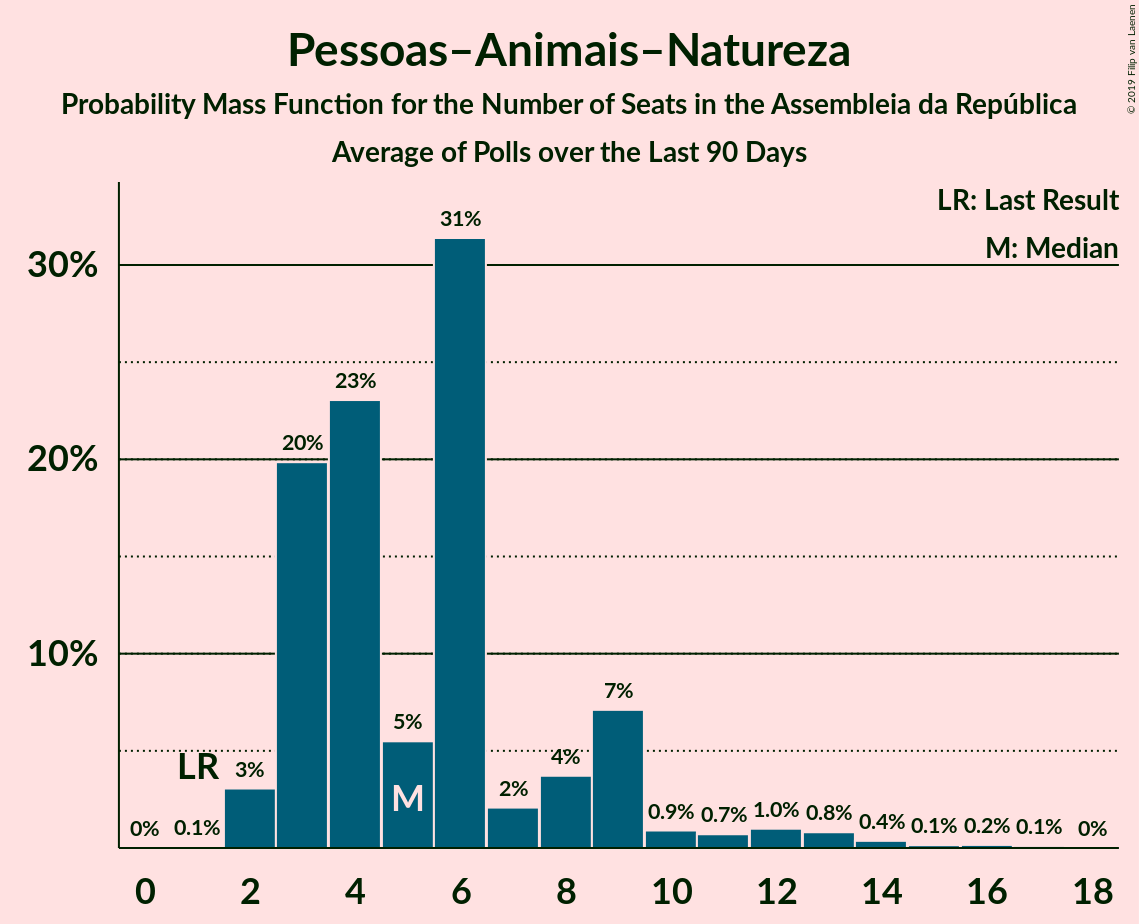 Pessoas–Animais–Natureza
Probability Mass Function for the Number of Seats in the Assembleia da República
Average of Polls over the Last 90 Days
© 2019 Filip van Laenen
LR: Last Result
M: Median
30%
20%
10%
0%
0.1%
LR
3%
20%
23%
5%
M
31%
2%
4%
7%
0.9%
0.7%
1.0%
0.8%
0.4%
0.1%
0.2%
0.1%
0%
0 2 4 6 8 10 12 14 16 18